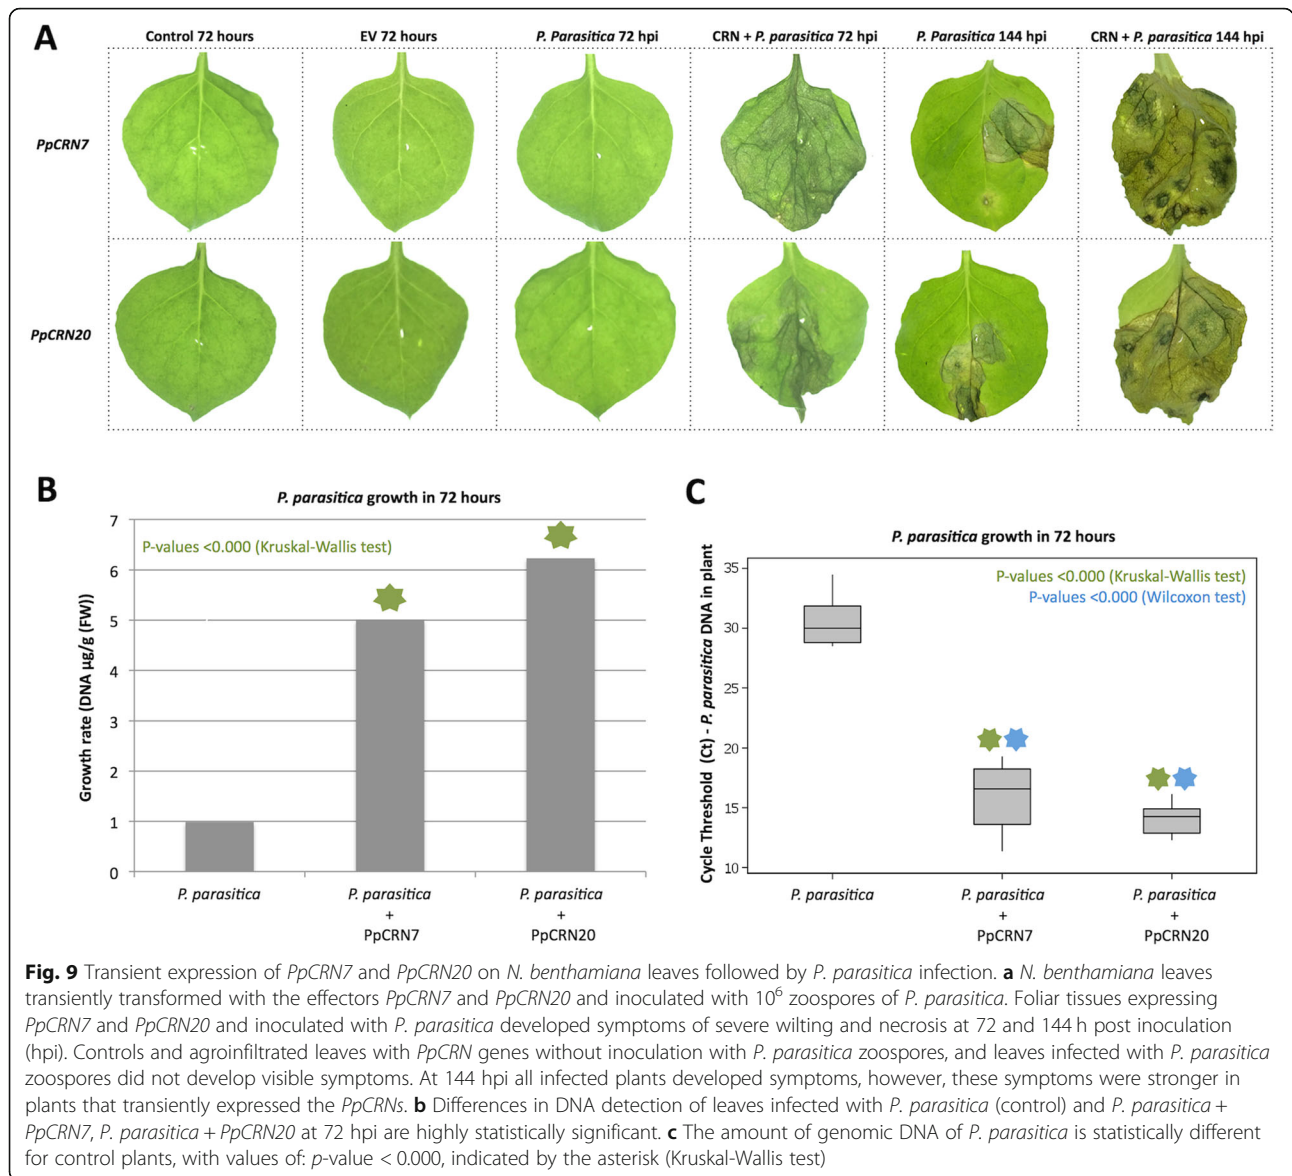 A
Control 72 hours
EV 72 hours
P. Parasitica 72 hpi
CRN + P. parasitica 72 hpi
P. Parasitica 144 hpi
CRN + P. parasitica 144 hpi
PpCRN7
PpCRN20
B
P. parasitica growth in 72 hours
P-values <0.000 (Kruskal-Wallis test)
Growth rate (DNA µg/g (FW))
7
6
5
4
3
2
1
0
P. parasitica
P. parasitica
+
PpCRN7
P. parasitica
+
PpCRN20
C
P. parasitica growth in 72 hours
P-values <0.000 (Kruskal-Wallis test)
P-values <0.000 (Wilcoxon test)
Cycle Threshold (Ct) - P. parasitica DNA in plant
35
30
25
20
15
10
P. parasitica
P. parasitica
+
PpCRN7
P. parasitica
+
PpCRN20
Fig. 9 Transient expression of PpCRN7 and PpCRN20 on N. benthamiana leaves followed by P. parasitica infection. a N. benthamiana leaves
transiently transformed with the effectors PpCRN7 and PpCRN20 and inoculated with 10⁶ zoospores of P. parasitica. Foliar tissues expressing
PpCRN7 and PpCRN20 and inoculated with P. parasitica developed symptoms of severe wilting and necrosis at 72 and 144 h post inoculation
(hpi). Controls and agroinfiltrated leaves with PpCRN genes without inoculation with P. parasitica zoospores, and leaves infected with P. parasitica
zoospores did not develop visible symptoms. At 144 hpi all infected plants developed symptoms, however, these symptoms were stronger in
plants that transiently expressed the PpCRNs. b Differences in DNA detection of leaves infected with P. parasitica (control) and P. parasitica +
PpCRN7, P. parasitica + PpCRN20 at 72 hpi are highly statistically significant. c The amount of genomic DNA of P. parasitica is statistically different
for control plants, with values of: p-value < 0.000, indicated by the asterisk (Kruskal-Wallis test)